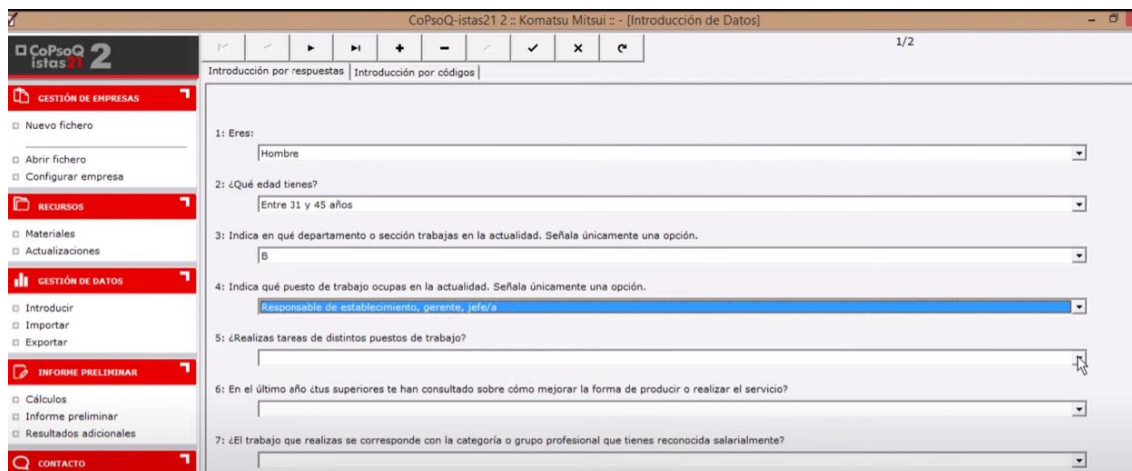 CoPsoQ-istas21 2 :: Komatsu Mitsui :: - [Introducción de Datos]
CoPsoQ
istas21 2
1/2
Introducción por respuestas
Introducción por códigos
GESTIÓN DE EMPRESAS
Nuevo fichero
Abrir fichero
Configurar empresa
RECURSOS
Materiales
Actualizaciones
GESTIÓN DE DATOS
Introducir
Importar
Exportar
INFORME PRELIMINAR
Cálculos
Informe preliminar
Resultados adicionales
CONTACTO
1: Eres:
Hombre
2: ¿Qué edad tienes?
Entre 31 y 45 años
3: Indica en qué departamento o sección trabajas en la actualidad. Señala únicamente una opción.
B
4: Indica qué puesto de trabajo ocupas en la actualidad. Señala únicamente una opción.
Responsable de establecimiento, gerente, jefe/a
5: ¿Realizas tareas de distintos puestos de trabajo?
6: En el último año ¿tus superiores te han consultado sobre cómo mejorar la forma de producir o realizar el servicio?
7: ¿El trabajo que realizas se corresponde con la categoría o grupo profesional que tienes reconocida salarialmente?